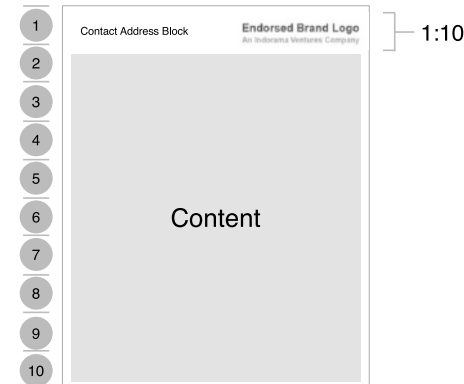 1
Contact Address Block
Endorsed Brand Logo
An Indorama Ventures Company
1:10
2
3
4
5
6
Content
7
8
9
10